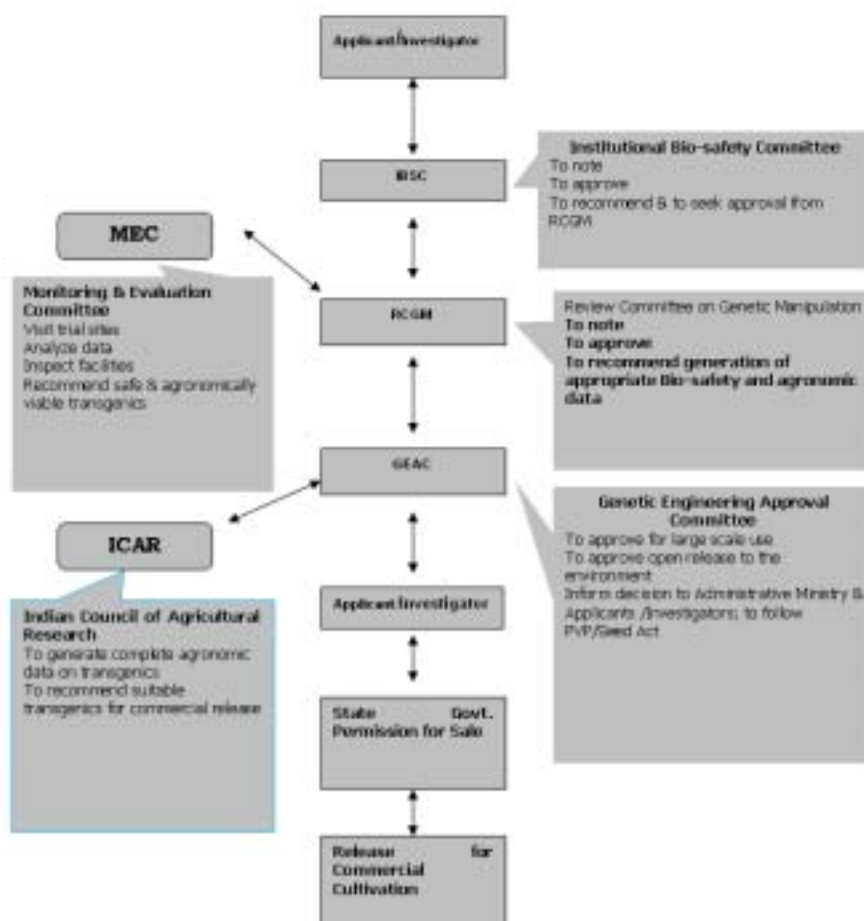 Applicant/Investigator
IBSC
Institutional Bio-safety Committee
To note
To approve
To recommend & to seek approval from
RCGM
MEC
Monitoring & Evaluation
Committee
Visit trial sites
Analyze data
Inspect facilities
Recommend safe & agronomically
viable transgenics
RCGM
Review Committee on Genetic Manipulation
To note
To approve
To recommend generation of
appropriate Bio-safety and agronomic
data
GEAC
Genetic Engineering Approval
Committee
To approve for large scale use
To approve open release to the
environment
Inform decision to Administrative Ministry &
Applicants /Investigators; to follow
PVP/Seed Act
ICAR
Indian Council of Agricultural
Research
To generate complete agronomic
data on transgenics
To recommend suitable
transgenics for commercial release
Applicant/Investigator
State Govt.
Permission for Sale
Release for
Commercial
Cultivation